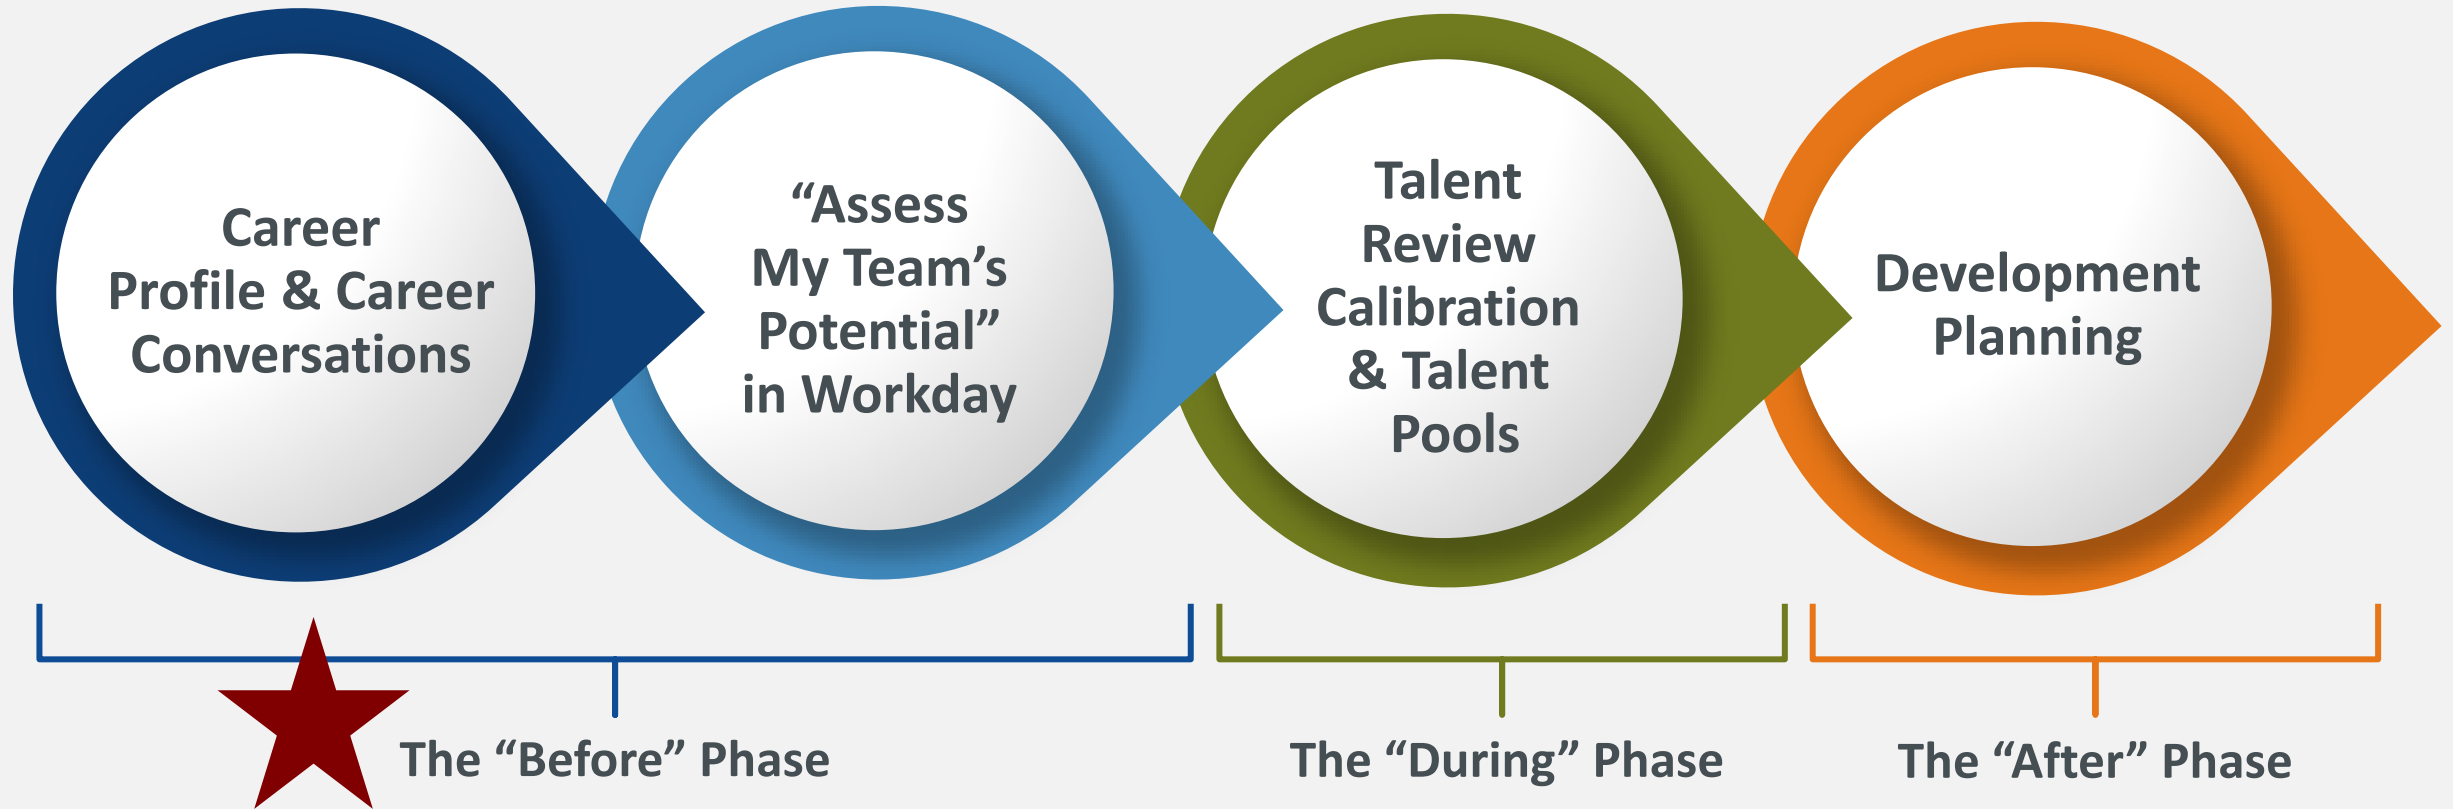 Career
Profile & Career
Conversations
“Assess
My Team’s
Potential”
in Workday
Talent
Review
Calibration
& Talent
Pools
Development
Planning
The “Before” Phase
The “During” Phase
The “After” Phase